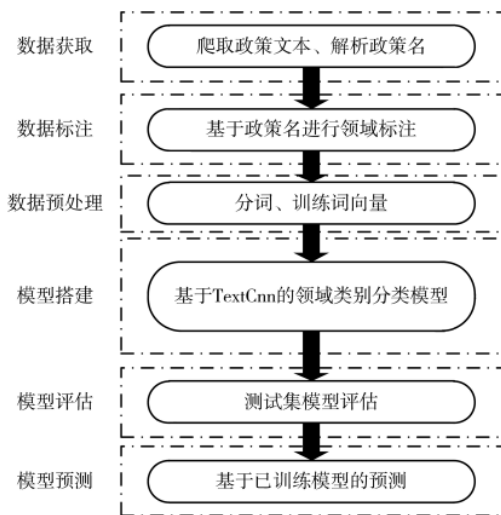 数据获取
爬取政策文本、解析政策名
数据标注
基于政策名进行领域标注
数据预处理
分词、训练词向量
模型搭建
基于TextCnn的领域类别分类模型
模型评估
测试集模型评估
模型预测
基于已训练模型的预测